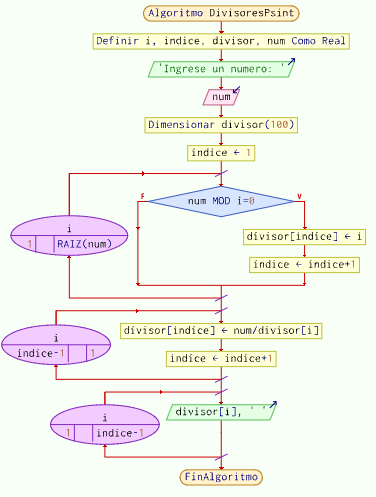 Algoritmo DivisoresPsint
Definir i, indice, divisor, num Como Real
'Ingrese un numero: '
num
Dimensionar divisor(100)
indice ← 1
F
num MOD i=0
V
i
1 RAIZ(num)
divisor[indice] ← i
indice ← indice+1
i
indice-1 1
divisor[indice] ← num/divisor[i]
indice ← indice+1
i
1 indice-1
divisor[i], ' '
FinAlgoritmo